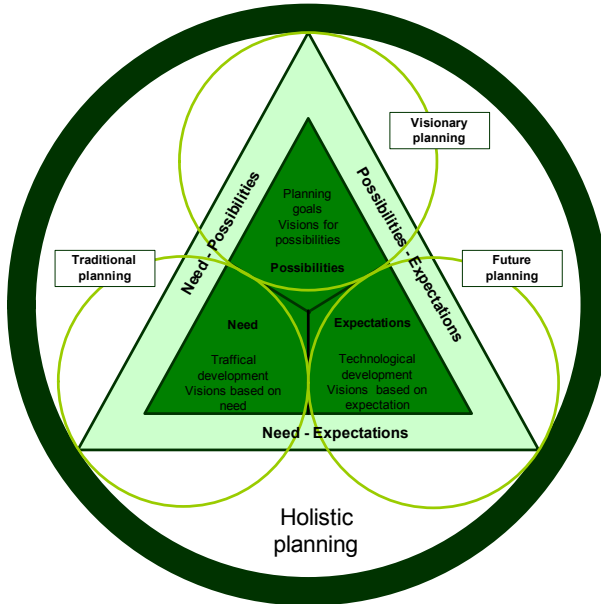 Visionary
planning
Planning
goals
Visions for
possibilities
Possibilities
Need - Possibilities
Possibilities - Expectations
Traditional
planning
Future
planning
Need
Traffical
development
Visions based on
need
Expectations
Technological
development
Visions based on
expectation
Need - Expectations
Holistic
planning